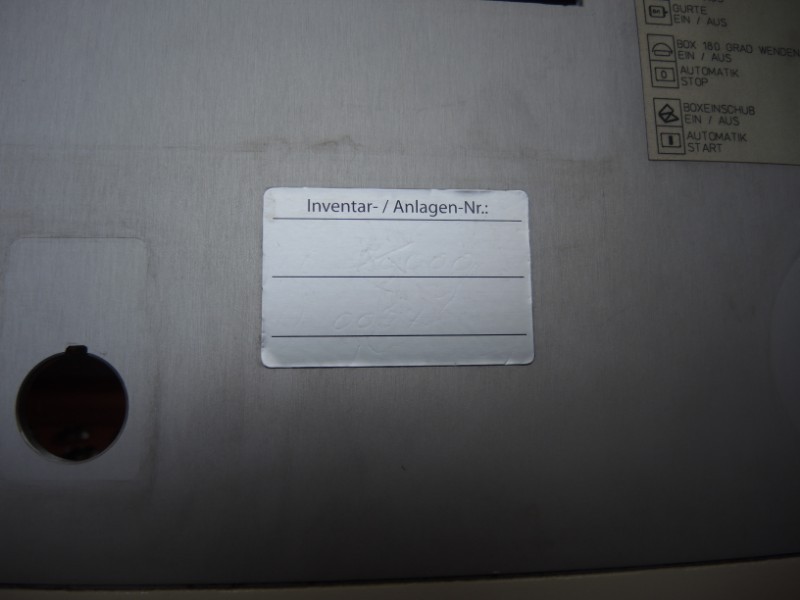 Inventar- / Anlagen-Nr.:
GURTE
EIN / AUS
BOX 180 GRAD WENDEN
EIN / AUS
AUTOMATIK
STOP
BOXEINSCHUB
EIN / AUS
AUTOMATIK
START